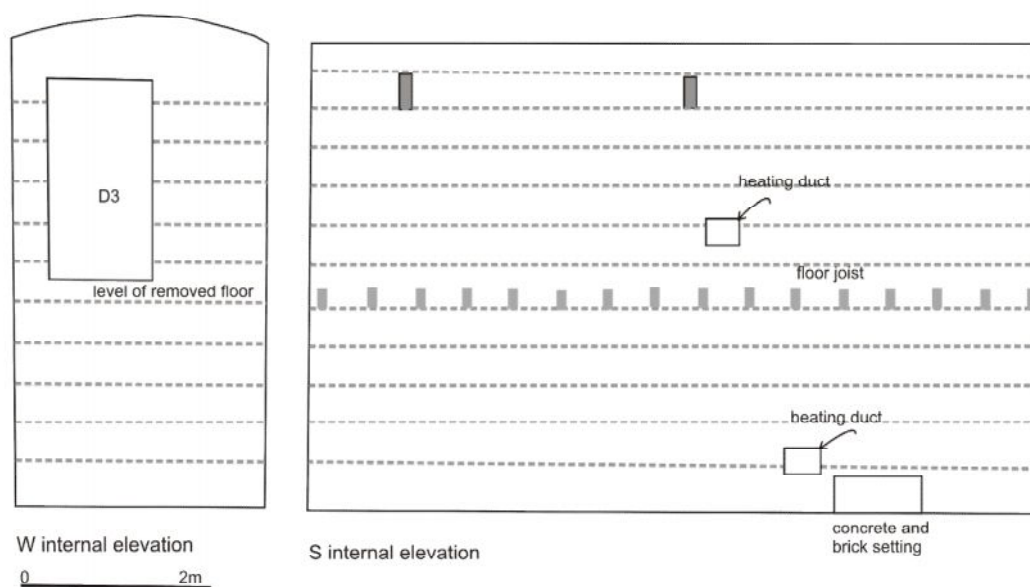 D3
level of removed floor
W internal elevation
0 2m
heating duct
floor joist
heating duct
concrete and
brick setting
S internal elevation